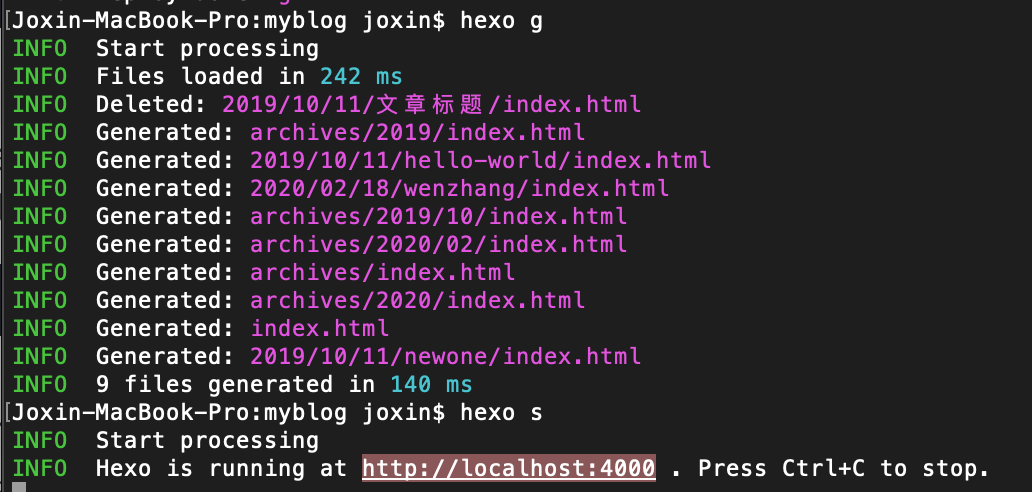 [Joxin-MacBook-Pro:myblog joxin$ hexo g
INFO  Start processing
INFO  Files loaded in 242 ms
INFO  Deleted: 2019/10/11/文章标题/index.html
INFO  Generated: archives/2019/index.html
INFO  Generated: 2019/10/11/hello-world/index.html
INFO  Generated: 2020/02/18/wenzhang/index.html
INFO  Generated: archives/2019/10/index.html
INFO  Generated: archives/2020/02/index.html
INFO  Generated: archives/index.html
INFO  Generated: archives/2020/index.html
INFO  Generated: index.html
INFO  Generated: 2019/10/11/newone/index.html
INFO  9 files generated in 140 ms
[Joxin-MacBook-Pro:myblog joxin$ hexo s
INFO  Start processing
INFO  Hexo is running at http://localhost:4000 . Press Ctrl+C to stop.